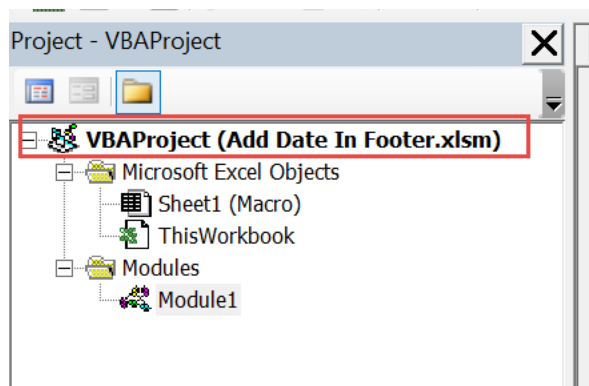 Project - VBAProject
VBAProject (Add Date In Footer.xlsm)
Microsoft Excel Objects
Sheet1 (Macro)
ThisWorkbook
Modules
Module1